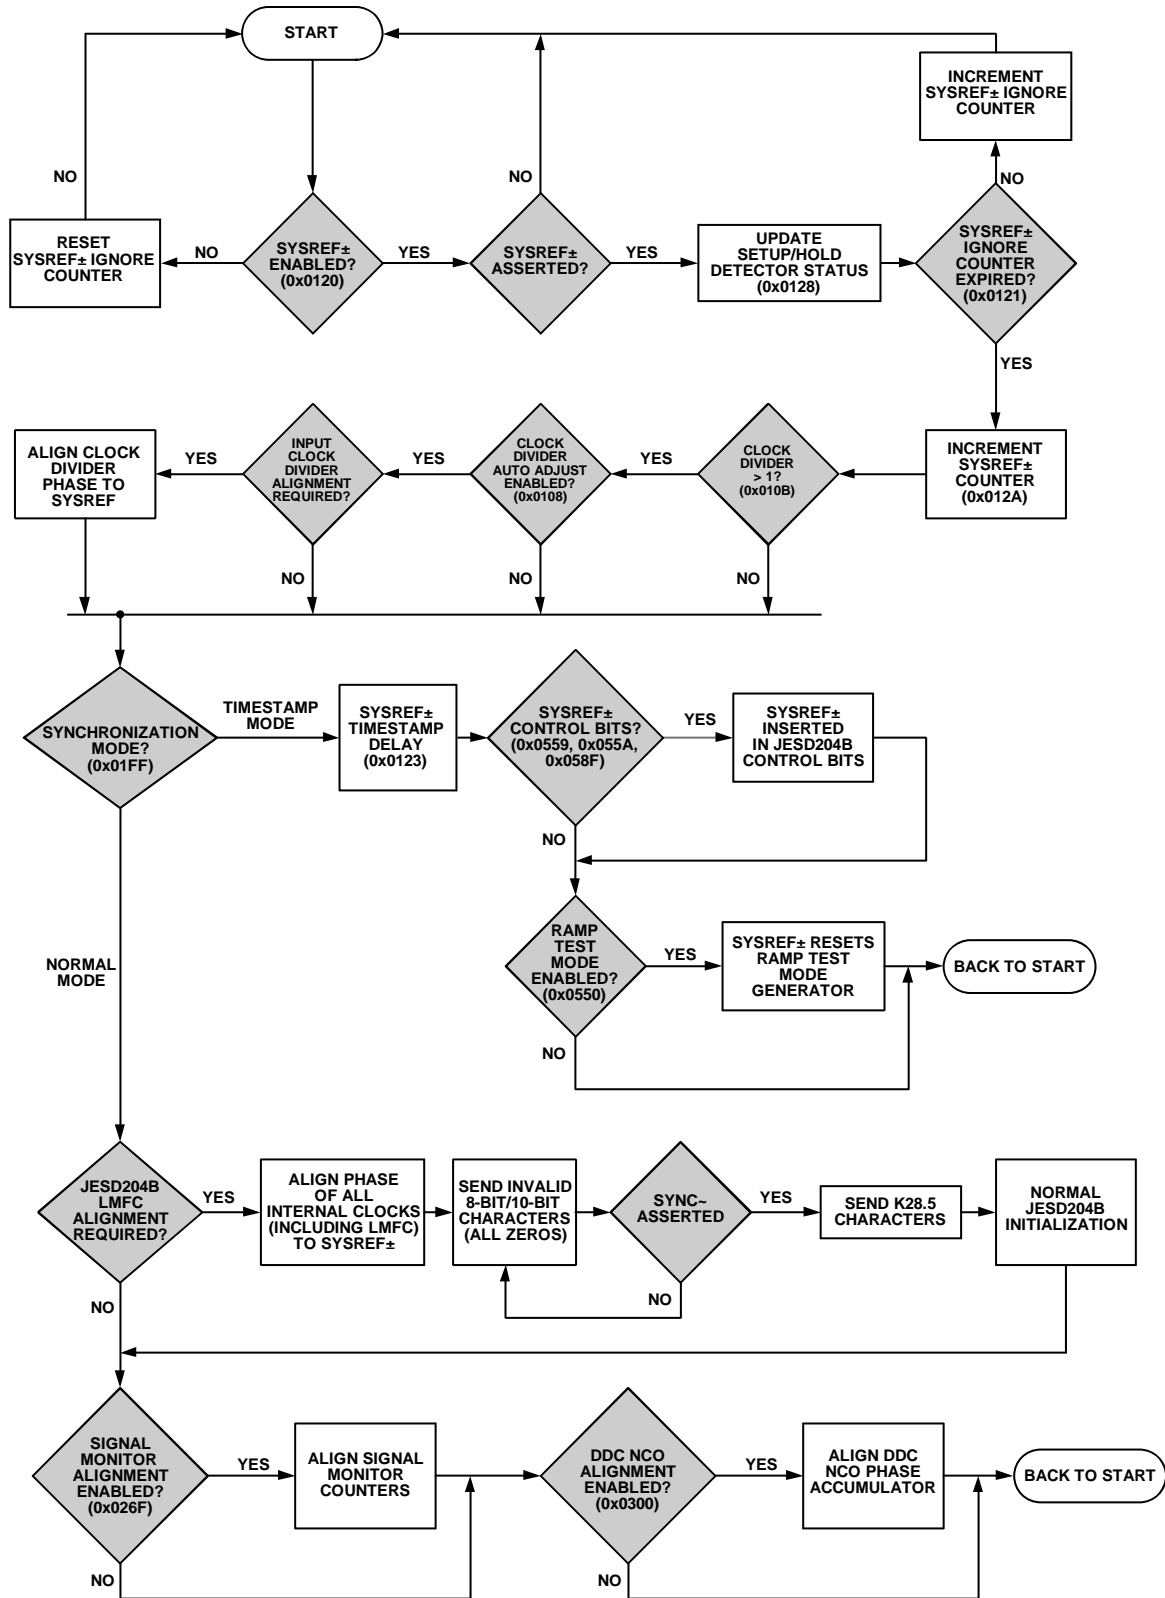 START
INCREMENT
SYSREF± IGNORE
COUNTER
NO
NO
NO
RESET
SYSREF± IGNORE
COUNTER
NO
SYSREF±
ENABLED?
(0x0120)
YES
SYSREF±
ASSERTED?
YES
UPDATE
SETUP/HOLD
DETECTOR STATUS
(0x0128)
SYSREF±
IGNORE
COUNTER
EXPIRED?
(0x0121)
YES
ALIGN CLOCK
DIVIDER
PHASE TO
SYSREF
YES
INPUT
CLOCK
DIVIDER
ALIGNMENT
REQUIRED?
YES
CLOCK
DIVIDER
AUTO ADJUST
ENABLED?
(0x0108)
YES
CLOCK
DIVIDER
> 1?
(0x010B)
INCREMENT
SYSREF±
COUNTER
(0x012A)
NO
NO
NO
SYNCHRONIZATION
MODE?
(0x01FF)
TIMESTAMP
MODE
SYSREF±
TIMESTAMP
DELAY
(0x0123)
SYSREF±
CONTROL BITS?
(0x0559, 0x055A,
0x058F)
YES
SYSREF±
INSERTED
IN JESD204B
CONTROL BITS
NO
NORMAL
MODE
RAMP
TEST
MODE
ENABLED?
(0x0550)
YES
SYSREF± RESETS
RAMP TEST
MODE
GENERATOR
BACK TO START
NO
JESD204B
LMFC
ALIGNMENT
REQUIRED?
YES
ALIGN PHASE
OF ALL
INTERNAL CLOCKS
(INCLUDING LMFC)
TO SYSREF±
SEND INVALID
8-BIT/10-BIT
CHARACTERS
(ALL ZEROS)
SYNC~
ASSERTED
YES
SEND K28.5
CHARACTERS
NORMAL
JESD204B
INITIALIZATION
NO
NO
SIGNAL
MONITOR
ALIGNMENT
ENABLED?
(0x026F)
YES
ALIGN SIGNAL
MONITOR
COUNTERS
DDC NCO
ALIGNMENT
ENABLED?
(0x0300)
YES
ALIGN DDC
NCO PHASE
ACCUMULATOR
BACK TO START
NO
NO